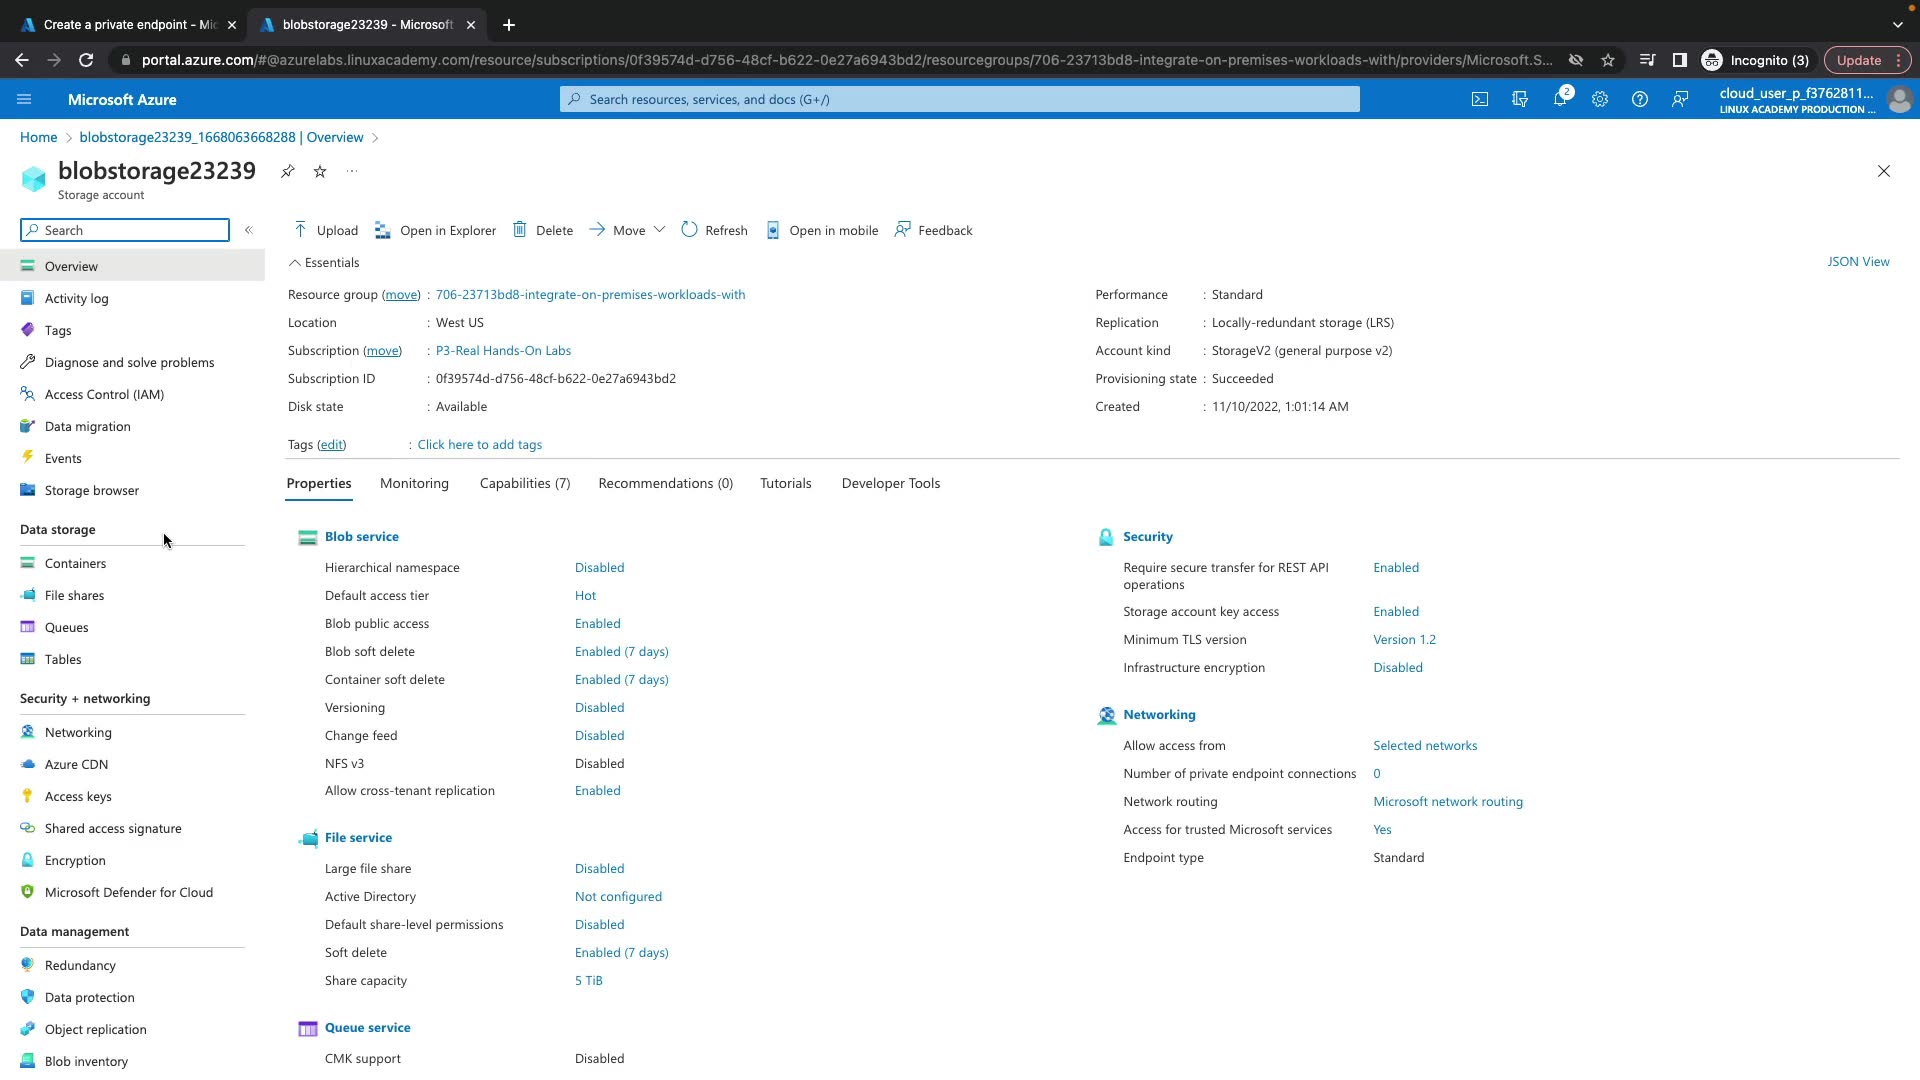 Create a private endpoint - Mic
blobstorage23239 - Microsoft
portal.azure.com/#@azurelabs.linuxacademy.com/resource/subscriptions/0f39574d-d756-48cf-b622-0e27a6943bd2/resourcegroups/706-23713bd8-integrate-on-premises-workloads-with/providers/Microsoft.S...
Incognito (3)
Update
Microsoft Azure
Search resources, services, and docs (G+/)
2
cloud_user_p_f3762811...
LINUX ACADEMY PRODUCTION ...
Home > blobstorage23239_1668063668288 | Overview >
blobstorage23239
Storage account
Search
Upload Open in Explorer Delete Move Refresh Open in mobile Feedback
Essentials
JSON View
Overview
Activity log
Tags
Diagnose and solve problems
Access Control (IAM)
Data migration
Events
Storage browser
Data storage
Containers
File shares
Queues
Tables
Security + networking
Networking
Azure CDN
Access keys
Shared access signature
Encryption
Microsoft Defender for Cloud
Data management
Redundancy
Data protection
Object replication
Blob inventory
Resource group (move) : 706-23713bd8-integrate-on-premises-workloads-with
Location : West US
Subscription (move) : P3-Real Hands-On Labs
Subscription ID : 0f39574d-d756-48cf-b622-0e27a6943bd2
Disk state : Available
Tags (edit) : Click here to add tags
Performance : Standard
Replication : Locally-redundant storage (LRS)
Account kind : StorageV2 (general purpose v2)
Provisioning state : Succeeded
Created : 11/10/2022, 1:01:14 AM
Properties Monitoring Capabilities (7) Recommendations (0) Tutorials Developer Tools
Blob service
Hierarchical namespace Disabled
Default access tier Hot
Blob public access Enabled
Blob soft delete Enabled (7 days)
Container soft delete Enabled (7 days)
Versioning Disabled
Change feed Disabled
NFS v3 Disabled
Allow cross-tenant replication Enabled
File service
Large file share Disabled
Active Directory Not configured
Default share-level permissions Disabled
Soft delete Enabled (7 days)
Share capacity 5 TiB
Queue service
CMK support Disabled
Security
Require secure transfer for REST API Enabled
operations
Storage account key access Enabled
Minimum TLS version Version 1.2
Infrastructure encryption Disabled
Networking
Allow access from Selected networks
Number of private endpoint connections 0
Network routing Microsoft network routing
Access for trusted Microsoft services Yes
Endpoint type Standard